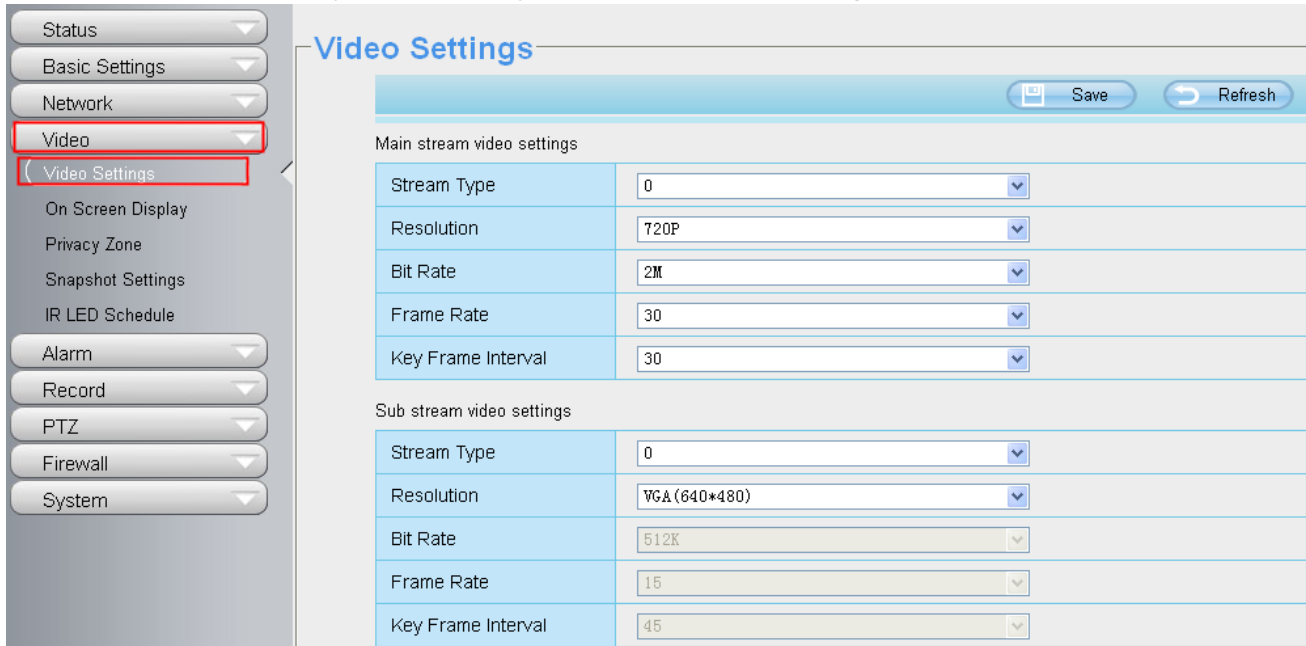 Status
Basic Settings
Network
Video
Video Settings
On Screen Display
Privacy Zone
Snapshot Settings
IR LED Schedule
Alarm
Record
PTZ
Firewall
System
Video Settings
Save Refresh
Main stream video settings
Stream Type 0
Resolution 720P
Bit Rate 2M
Frame Rate 30
Key Frame Interval 30
Sub stream video settings
Stream Type 0
Resolution VGA(640*480)
Bit Rate 512K
Frame Rate 15
Key Frame Interval 45